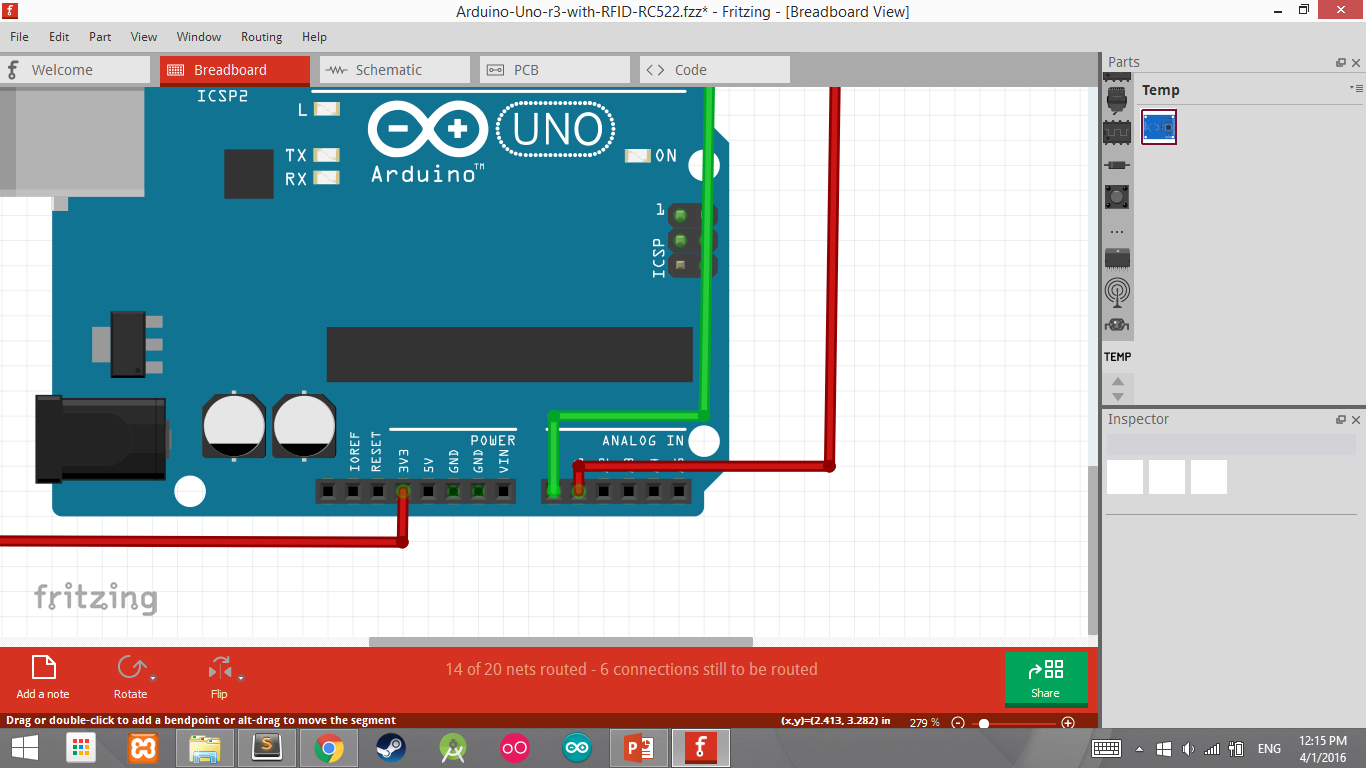 Arduino-Uno-r3-with-RFID-RC522.fzz* - Fritzing - [Breadboard View]
File Edit Part View Window Routing Help
Welcome Breadboard Schematic PCB Code
Parts
Temp
ICSP2
L
TX
RX
UNO
Arduino™
ON
1
ICSP
...
TEMP
Inspector
IOREF
RESET
3V3
5V
GND
GND
VIN
POWER
ANALOG IN
fritzing
Add a note
Rotate
Flip
14 of 20 nets routed - 6 connections still to be routed
Share
Drag or double-click to add a bendpoint or alt-drag to move the segment
(x,y)=(2.413, 3.282) in
279 %
ENG
12:15 PM
4/1/2016